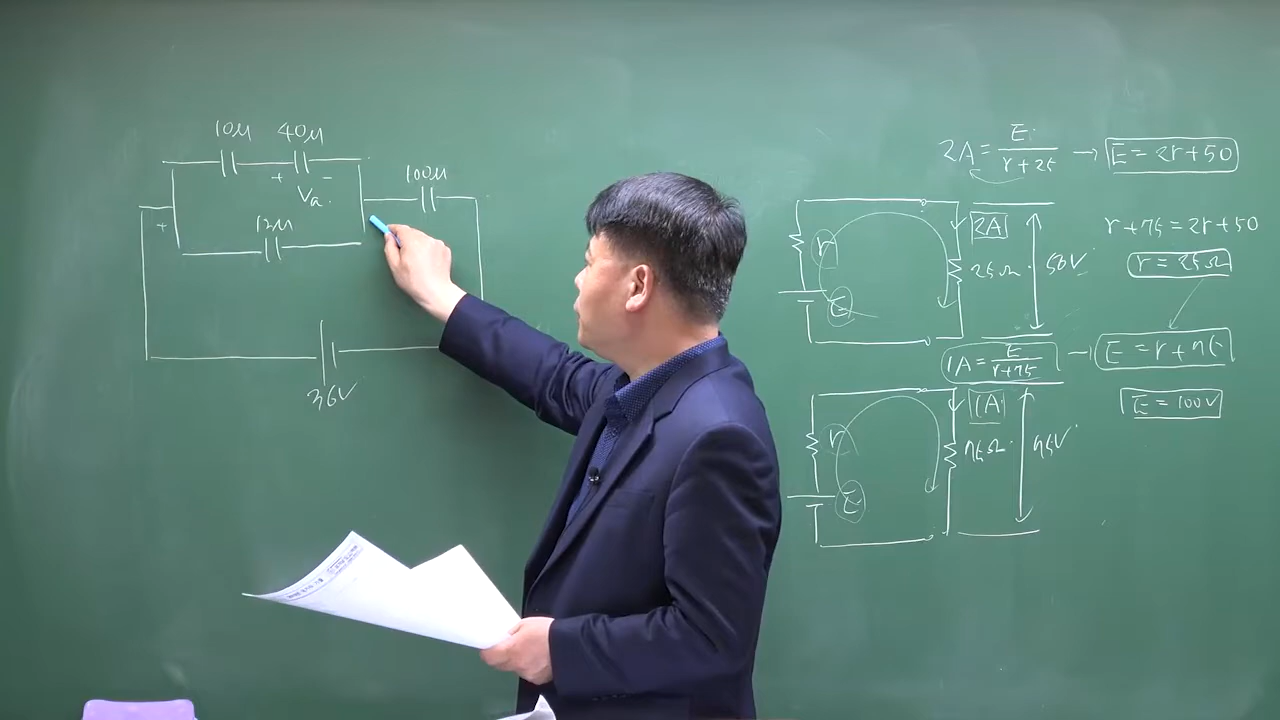 10μ 40μ
+ Va. -
100μ
+
12μ
36V
2A = E / r+25 → E = 2r+50
r+75 = 2r+50
r = 25Ω
r
E
2A
25Ω
50V
1A = E / r+75 → E = r+75
E = 100V
r
E
1A
75Ω
75V